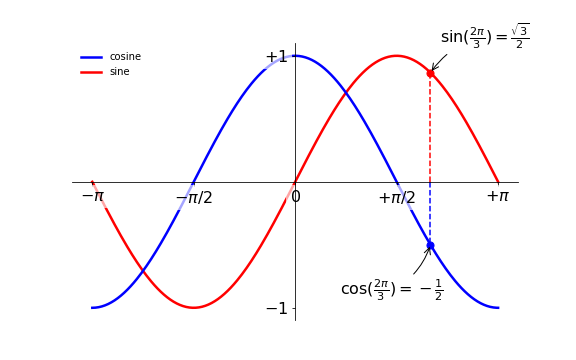 sin(2π/3) = √3/2
+1
cosine
sine
−π
−π/2
0
+π/2
+π
cos(2π/3) = −1/2
−1